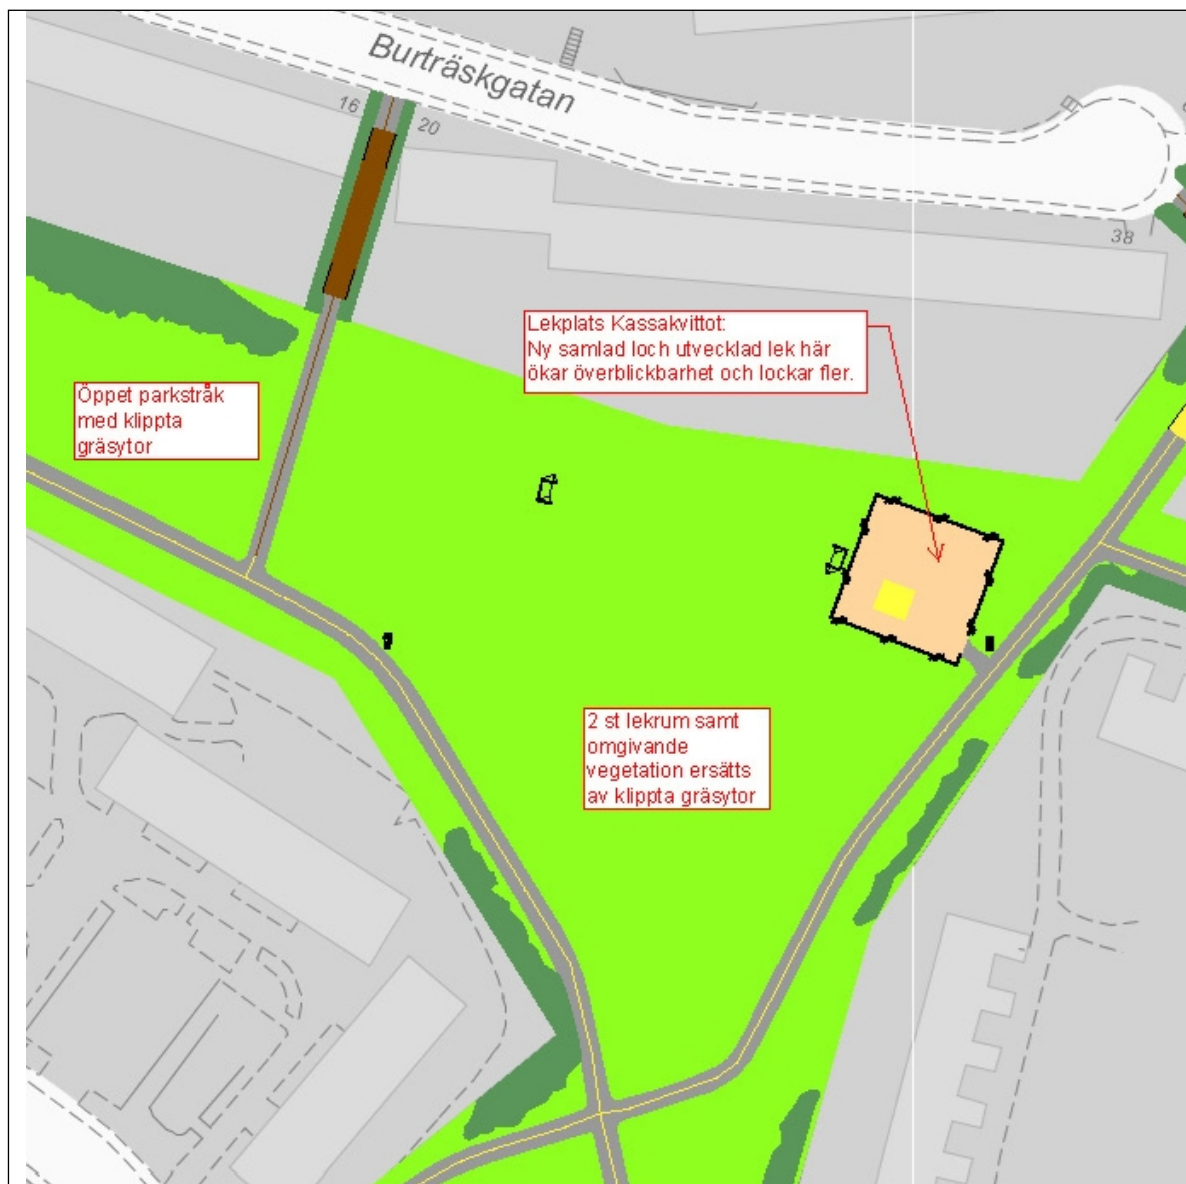 Burträskgatan
16
20
38
Lekplats Kassakvittot:
Ny samlad loch utvecklad lek här
ökar överblickbarhet och lockar fler.
Öppet parkstråk
med klippta
gräsytor
2 st lekrum samt
omgivande
vegetation ersätts
av klippta gräsytor